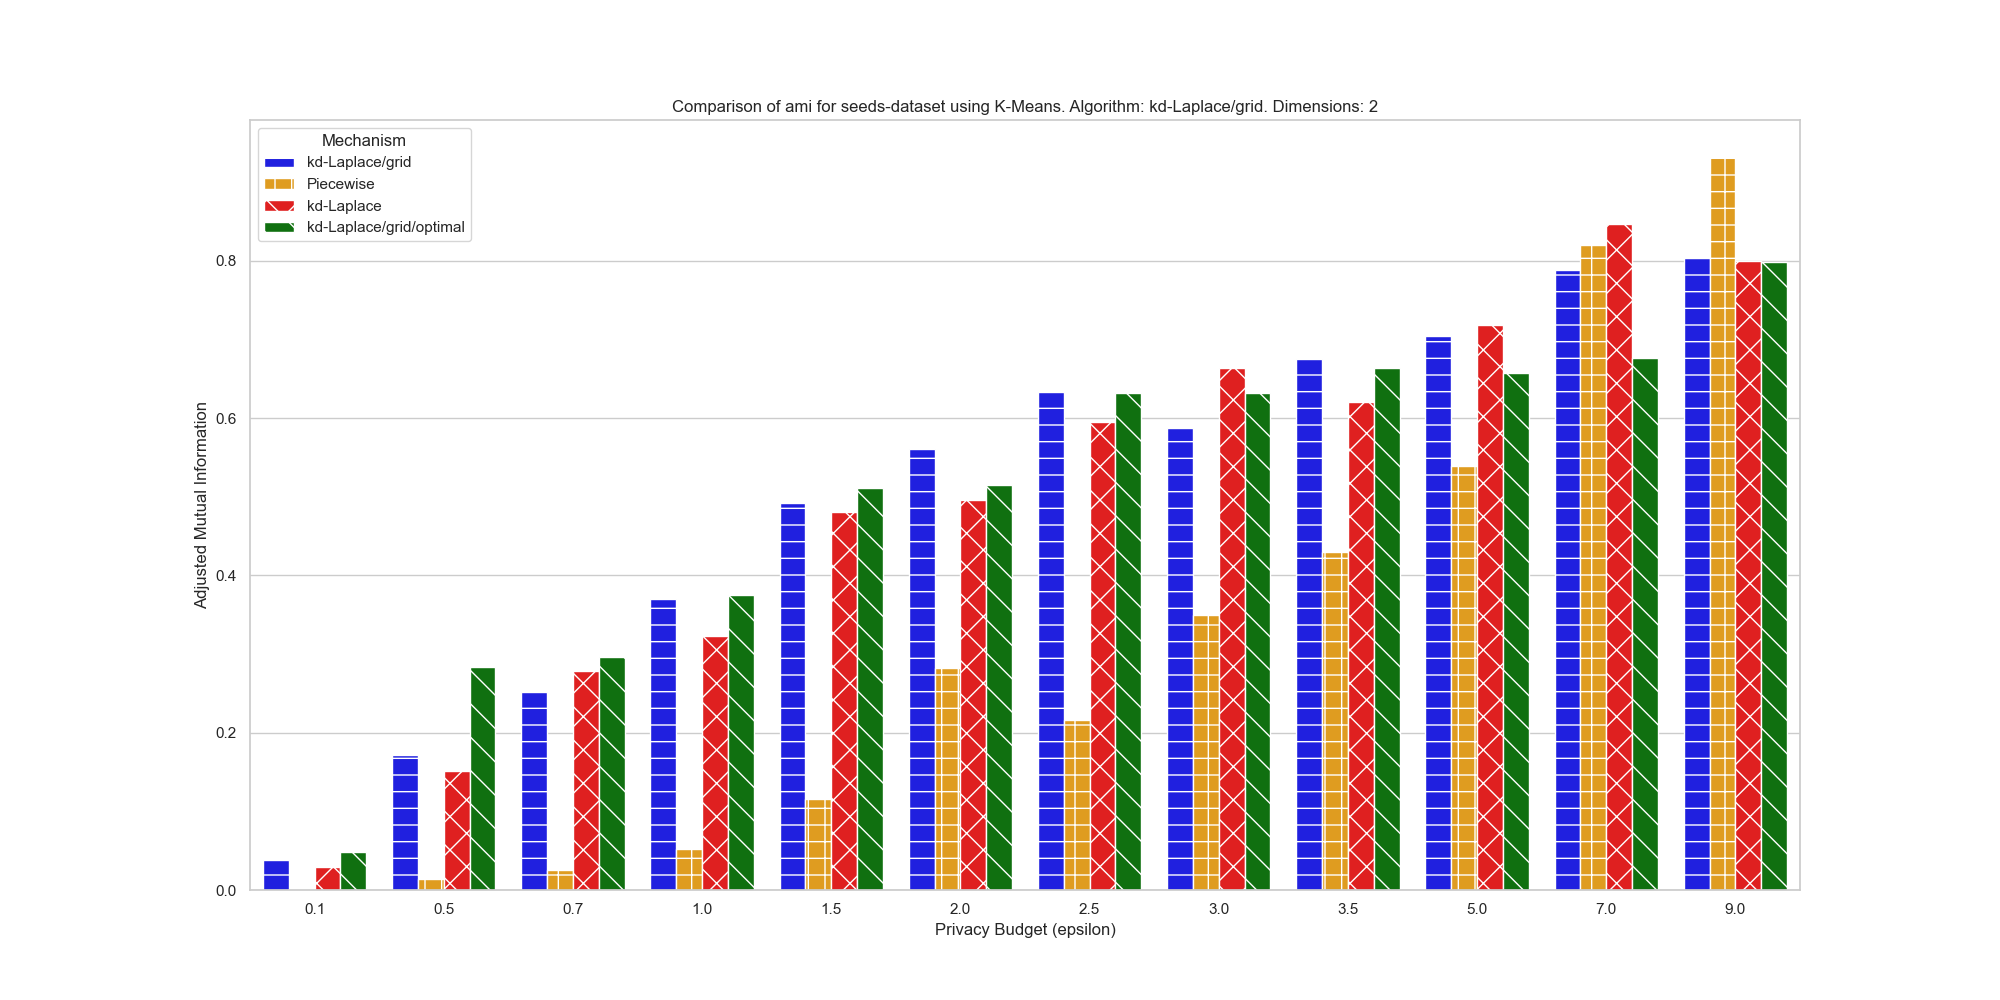 Comparison of ami for seeds-dataset using K-Means. Algorithm: kd-Laplace/grid. Dimensions: 2
Mechanism
kd-Laplace/grid
Piecewise
kd-Laplace
kd-Laplace/grid/optimal
Adjusted Mutual Information
0.8
0.6
0.4
0.2
0.0
0.1 0.5 0.7 1.0 1.5 2.0 2.5 3.0 3.5 5.0 7.0 9.0
Privacy Budget (epsilon)